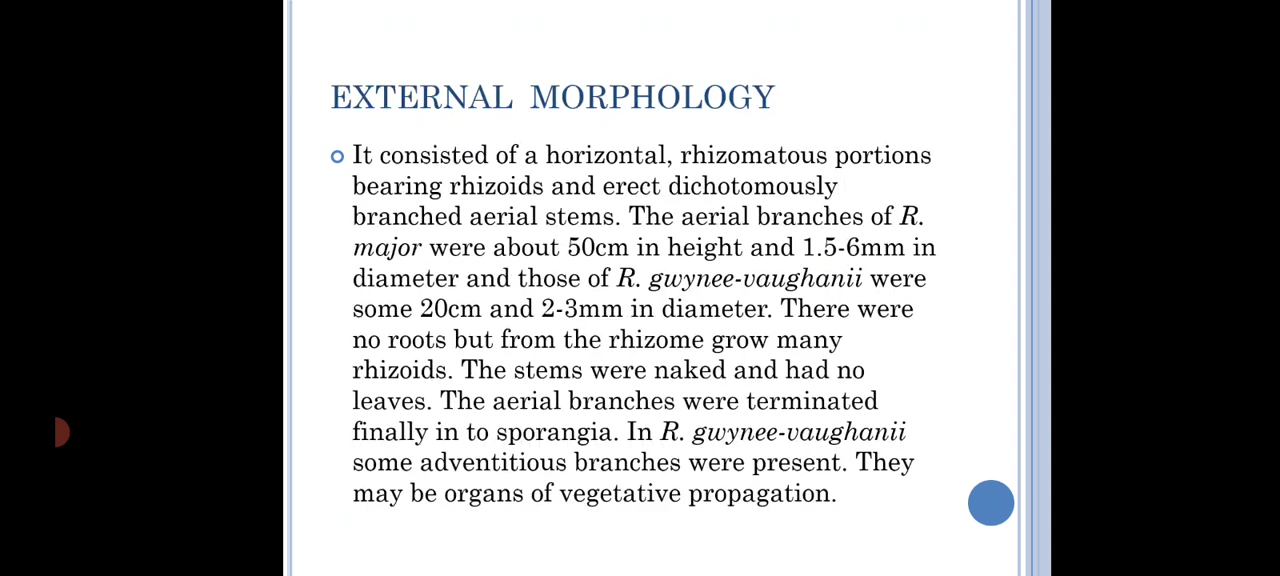 EXTERNAL MORPHOLOGY
It consisted of a horizontal, rhizomatous portions
bearing rhizoids and erect dichotomously
branched aerial stems. The aerial branches of R.
major were about 50cm in height and 1.5-6mm in
diameter and those of R. gwynee-vaughanii were
some 20cm and 2-3mm in diameter. There were
no roots but from the rhizome grow many
rhizoids. The stems were naked and had no
leaves. The aerial branches were terminated
finally in to sporangia. In R. gwynee-vaughanii
some adventitious branches were present. They
may be organs of vegetative propagation.